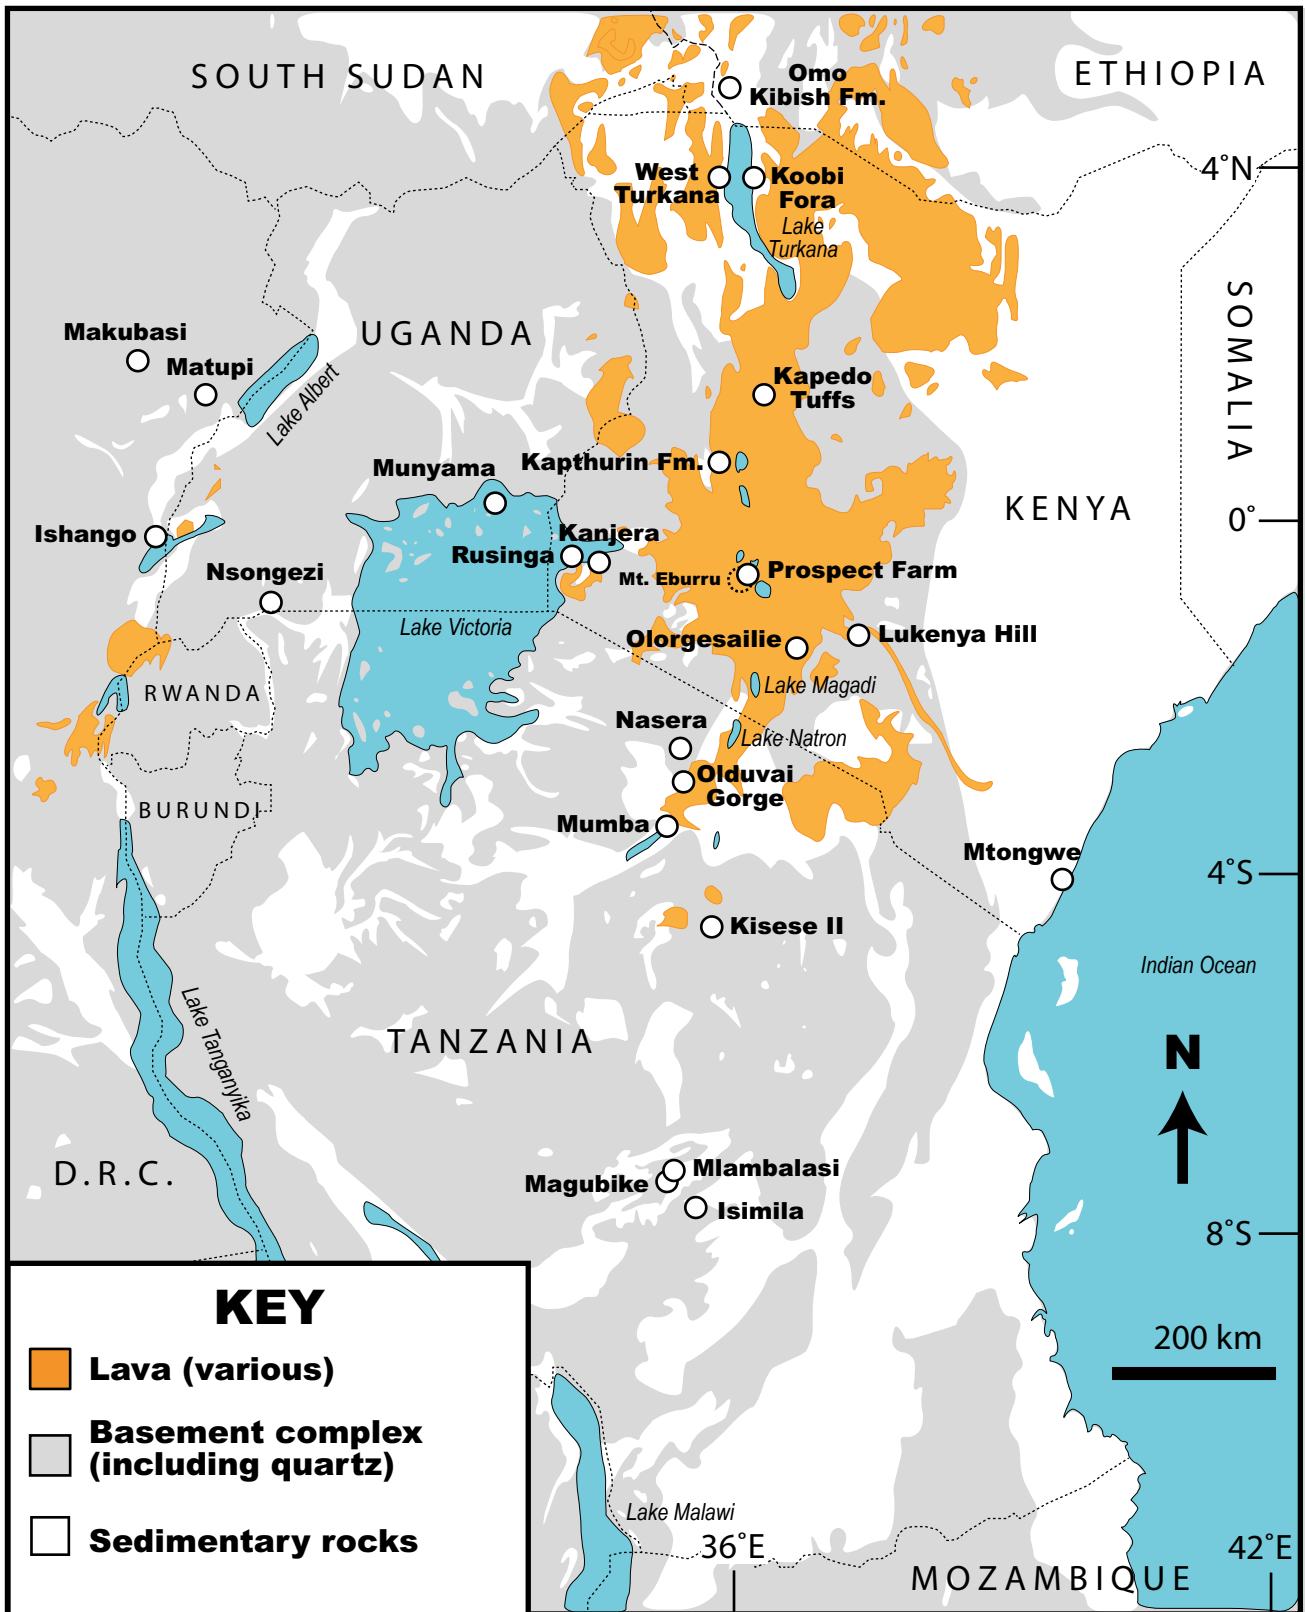 SOUTH SUDAN
ETHIOPIA
Omo
Kibish Fm.
4°N
West
Turkana
Koobi
Fora
Lake
Turkana
SOMALIA
Makubasi
Matupi
UGANDA
Lake Albert
Kapedo
Tuffs
Munyama
Kapthurin Fm.
KENYA
0°
Ishango
Kanjera
Rusinga
Nsongezi
Mt. Eburru
Prospect Farm
Lake Victoria
Olorgesailie
Lukenya Hill
RWANDA
Lake Magadi
Nasera
Lake Natron
Olduvai
Gorge
BURUNDI
Mumba
Mtongwe
4°S
Kisese II
Indian Ocean
Lake Tanganyika
TANZANIA
N
D.R.C.
Mlambalasi
Magubike
Isimila
8°S
KEY
Lava (various)
Basement complex
(including quartz)
Sedimentary rocks
200 km
Lake Malawi
36°E
42°E
MOZAMBIQUE